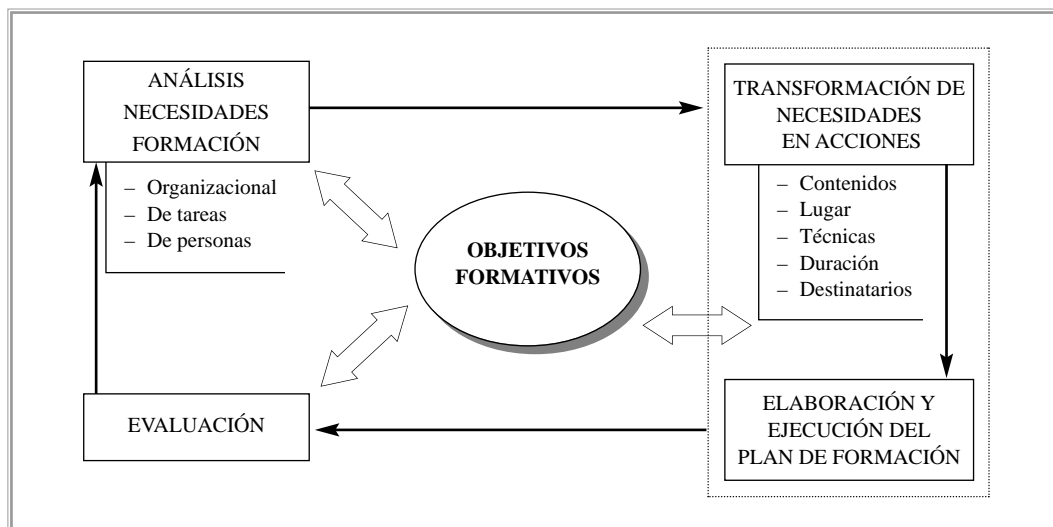 ANÁLISIS
NECESIDADES
FORMACIÓN
– Organizacional
– De tareas
– De personas
TRANSFORMACIÓN DE
NECESIDADES
EN ACCIONES
– Contenidos
– Lugar
– Técnicas
– Duración
– Destinatarios
OBJETIVOS
FORMATIVOS
EVALUACIÓN
ELABORACIÓN Y
EJECUCIÓN DEL
PLAN DE FORMACIÓN